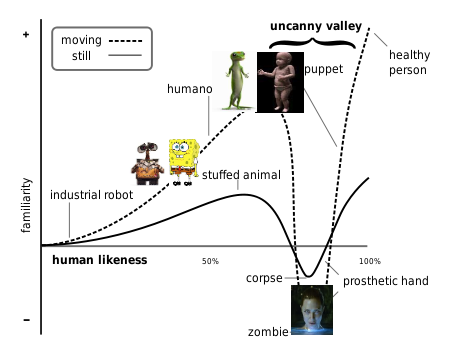 uncanny valley
+
moving
still
healthy
person
puppet
humano
stuffed animal
industrial robot
familiarity
human likeness
50%
100%
corpse
prosthetic hand
−
zombie